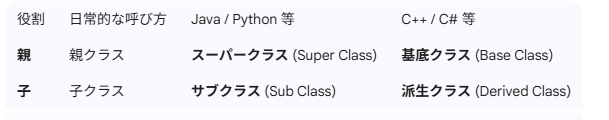 役割 日常的な呼び方 Java / Python 等 C++ / C# 等
親 親クラス スーパークラス (Super Class) 基底クラス (Base Class)
子 子クラス サブクラス (Sub Class) 派生クラス (Derived Class)